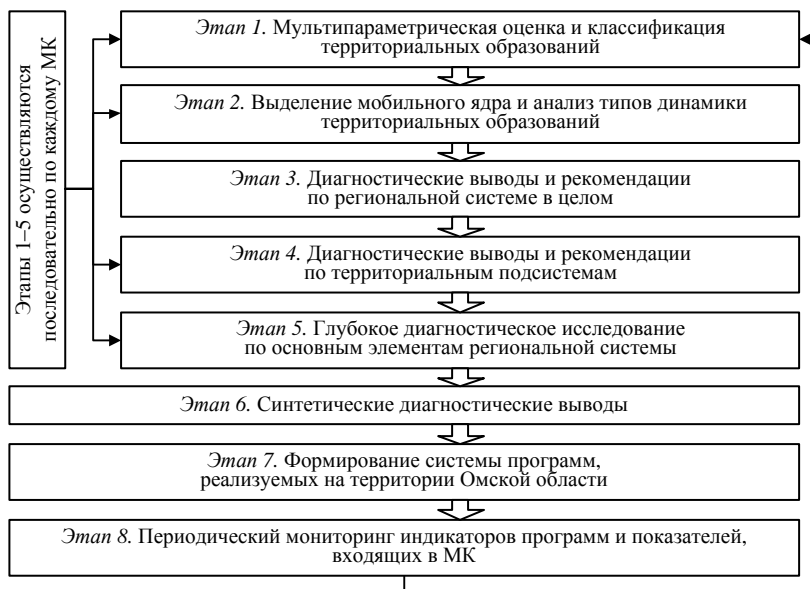 Этапы 1–5 осуществляются
последовательно по каждому МК
Этап 1. Мультипараметрическая оценка и классификация
территориальных образований
Этап 2. Выделение мобильного ядра и анализ типов динамики
территориальных образований
Этап 3. Диагностические выводы и рекомендации
по региональной системе в целом
Этап 4. Диагностические выводы и рекомендации
по территориальным подсистемам
Этап 5. Глубокое диагностическое исследование
по основным элементам региональной системы
Этап 6. Синтетические диагностические выводы
Этап 7. Формирование системы программ,
реализуемых на территории Омской области
Этап 8. Периодический мониторинг индикаторов программ и показателей,
входящих в МК